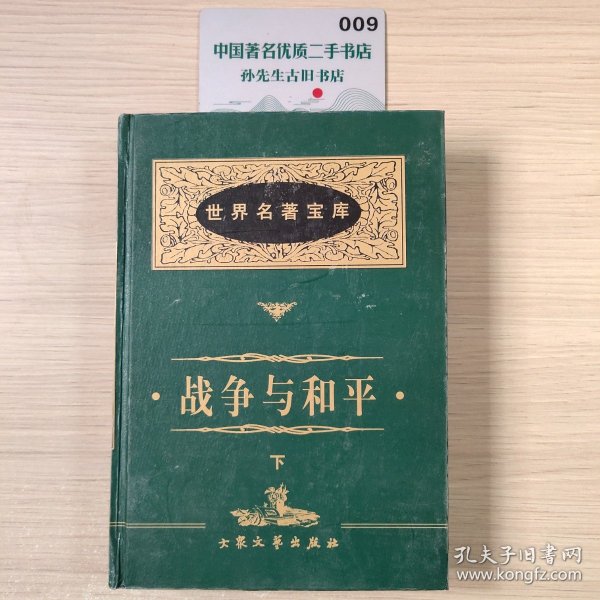 009
中国著名优质二手书店
孙先生古旧书店
世界名著宝库
·战争与和平·
下
大众文艺出版社
孔夫子旧书网
www.kongfz.com